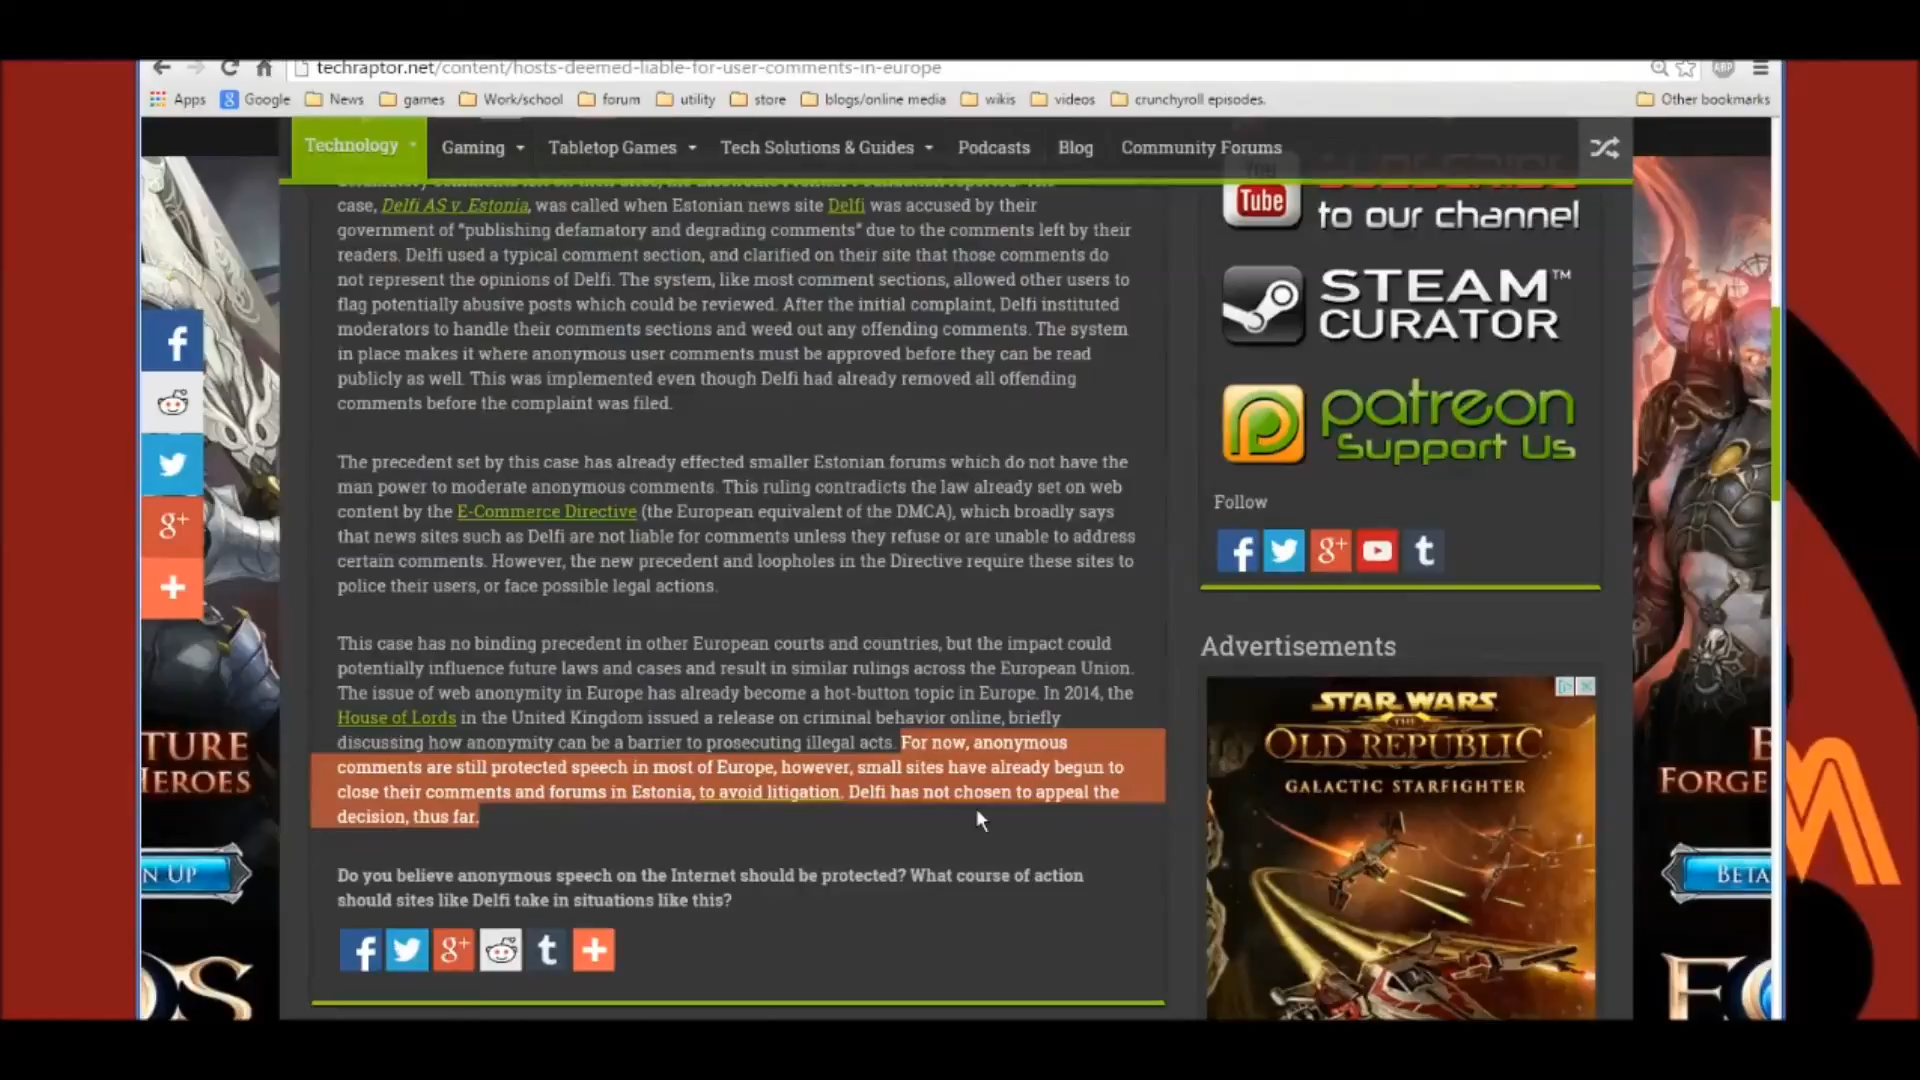 techraptor.net/content/hosts-deemed-liable-for-user-comments-in-europe
ABP
Apps Google News games Work/school forum utility store blogs/online media wikis videos crunchyroll episodes. Other bookmarks
Technology Gaming Tabletop Games Tech Solutions & Guides Podcasts Blog Community Forums
case, Delfi AS v. Estonia, was called when Estonian news site Delfi was accused by their
government of "publishing defamatory and degrading comments" due to the comments left by their
readers. Delfi used a typical comment section, and clarified on their site that those comments do
not represent the opinions of Delfi. The system, like most comment sections, allowed other users to
flag potentially abusive posts which could be reviewed. After the initial complaint, Delfi instituted
moderators to handle their comments sections and weed out any offending comments. The system
in place makes it where anonymous user comments must be approved before they can be read
publicly as well. This was implemented even though Delfi had already removed all offending
comments before the complaint was filed.
The precedent set by this case has already effected smaller Estonian forums which do not have the
man power to moderate anonymous comments. This ruling contradicts the law already set on web
content by the E-Commerce Directive (the European equivalent of the DMCA), which broadly says
that news sites such as Delfi are not liable for comments unless they refuse or are unable to address
certain comments. However, the new precedent and loopholes in the Directive require these sites to
police their users, or face possible legal actions.
This case has no binding precedent in other European courts and countries, but the impact could
potentially influence future laws and cases and result in similar rulings across the European Union.
The issue of web anonymity in Europe has already become a hot-button topic in Europe. In 2014, the
House of Lords in the United Kingdom issued a release on criminal behavior online, briefly
discussing how anonymity can be a barrier to prosecuting illegal acts. For now, anonymous
comments are still protected speech in most of Europe, however, small sites have already begun to
close their comments and forums in Estonia, to avoid litigation. Delfi has not chosen to appeal the
decision, thus far.
Do you believe anonymous speech on the Internet should be protected? What course of action
should sites like Delfi take in situations like this?
You
Tube
SUBSCRIBE
to our channel
STEAM™
CURATOR
patreon
Support Us
Follow
Advertisements
STAR WARS
THE
OLD REPUBLIC
GALACTIC STARFIGHTER
TURE
HEROES
N UP
OS
B
FORGE
BETA
FO